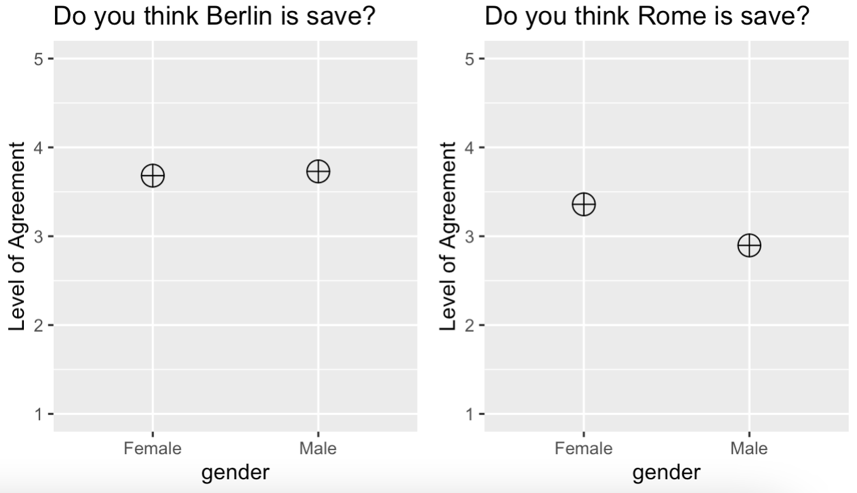 Do you think Berlin is save?
5
4
3
2
1
Level of Agreement
Female Male
gender
Do you think Rome is save?
5
4
3
2
1
Level of Agreement
Female Male
gender